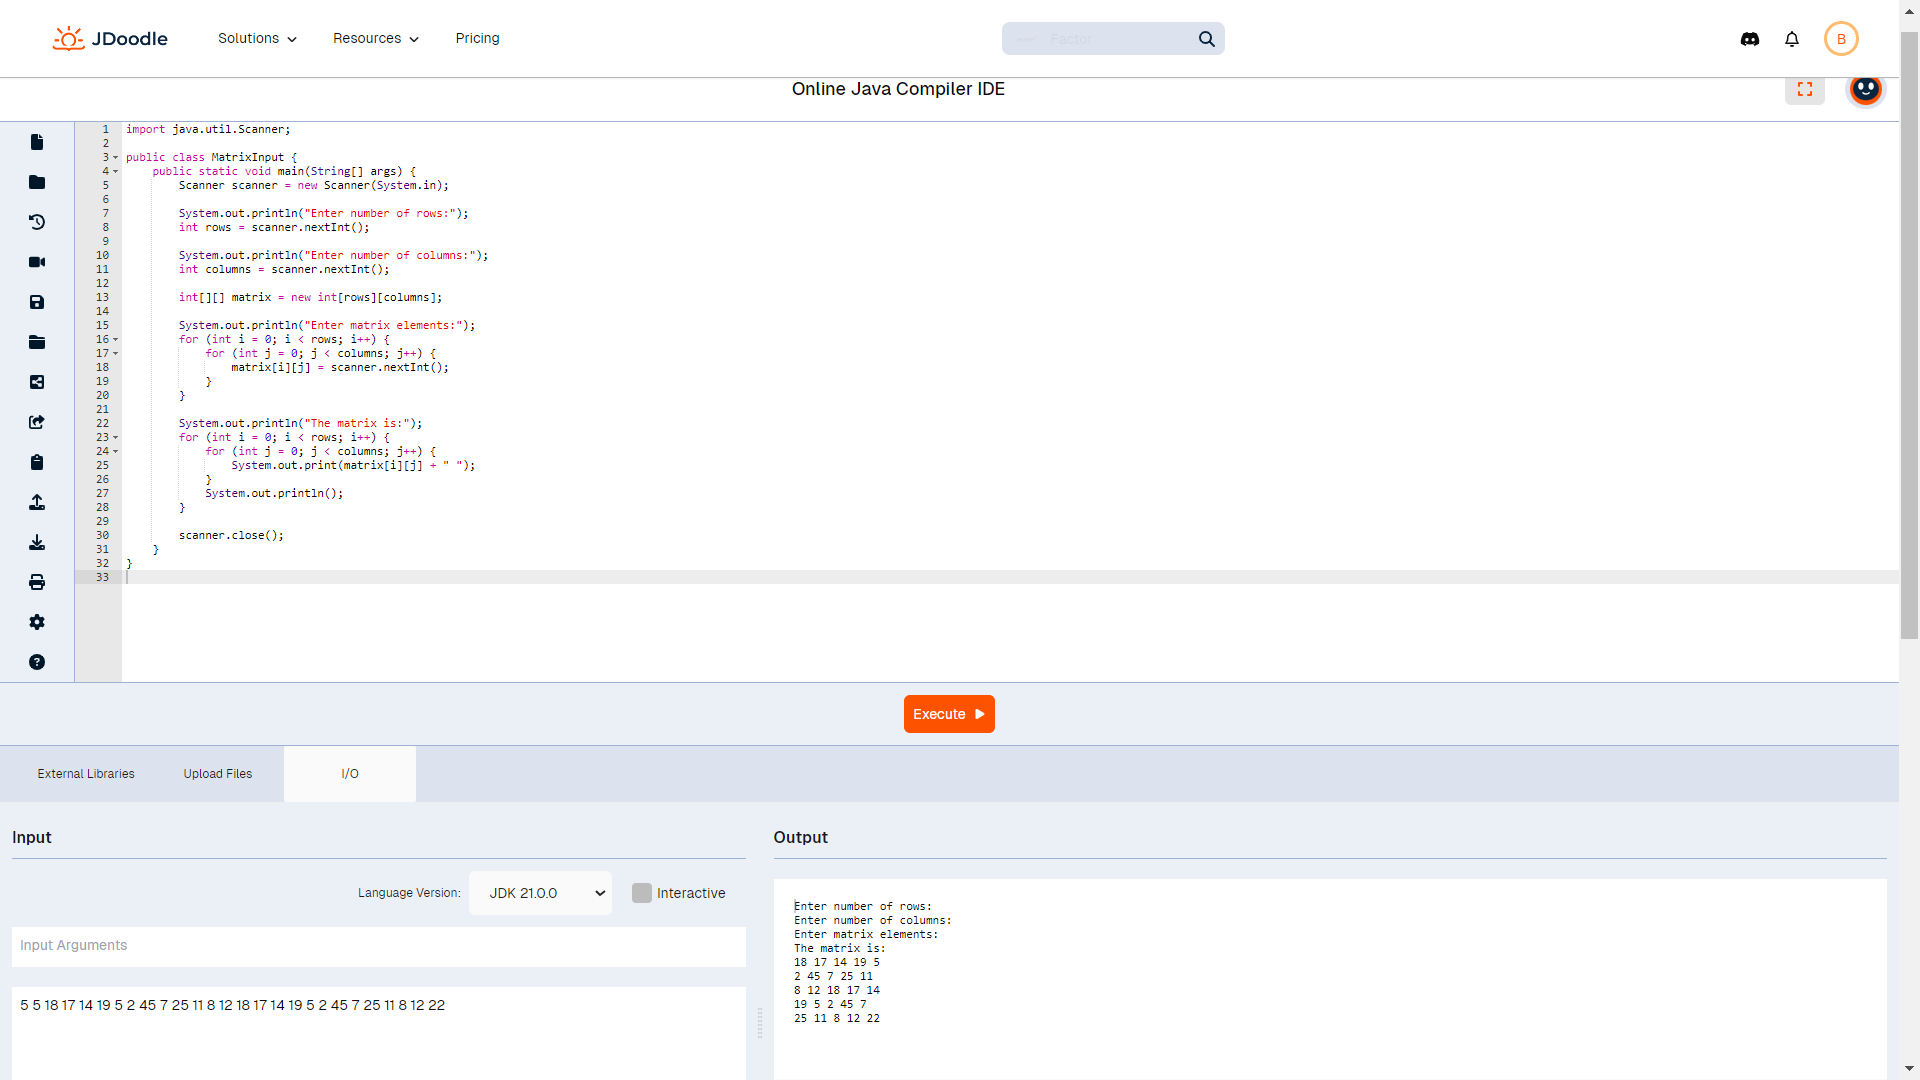 JDoodle
Solutions
Resources
Pricing
Factor
B
Online Java Compiler IDE
1 import java.util.Scanner;
2
3 public class MatrixInput {
4     public static void main(String[] args) {
5         Scanner scanner = new Scanner(System.in);
6
7         System.out.println("Enter number of rows:");
8         int rows = scanner.nextInt();
9
10         System.out.println("Enter number of columns:");
11         int columns = scanner.nextInt();
12
13         int[][] matrix = new int[rows][columns];
14
15         System.out.println("Enter matrix elements:");
16         for (int i = 0; i < rows; i++) {
17             for (int j = 0; j < columns; j++) {
18                 matrix[i][j] = scanner.nextInt();
19             }
20         }
21
22         System.out.println("The matrix is:");
23         for (int i = 0; i < rows; i++) {
24             for (int j = 0; j < columns; j++) {
25                 System.out.print(matrix[i][j] + " ");
26             }
27             System.out.println();
28         }
29
30         scanner.close();
31     }
32 }
33
Execute
External Libraries
Upload Files
I/O
Input
Language Version:
JDK 21.0.0
Interactive
Input Arguments
5 5 18 17 14 19 5 2 45 7 25 11 8 12 18 17 14 19 5 2 45 7 25 11 8 12 22
Output
Enter number of rows:
Enter number of columns:
Enter matrix elements:
The matrix is:
18 17 14 19 5
2 45 7 25 11
8 12 18 17 14
19 5 2 45 7
25 11 8 12 22